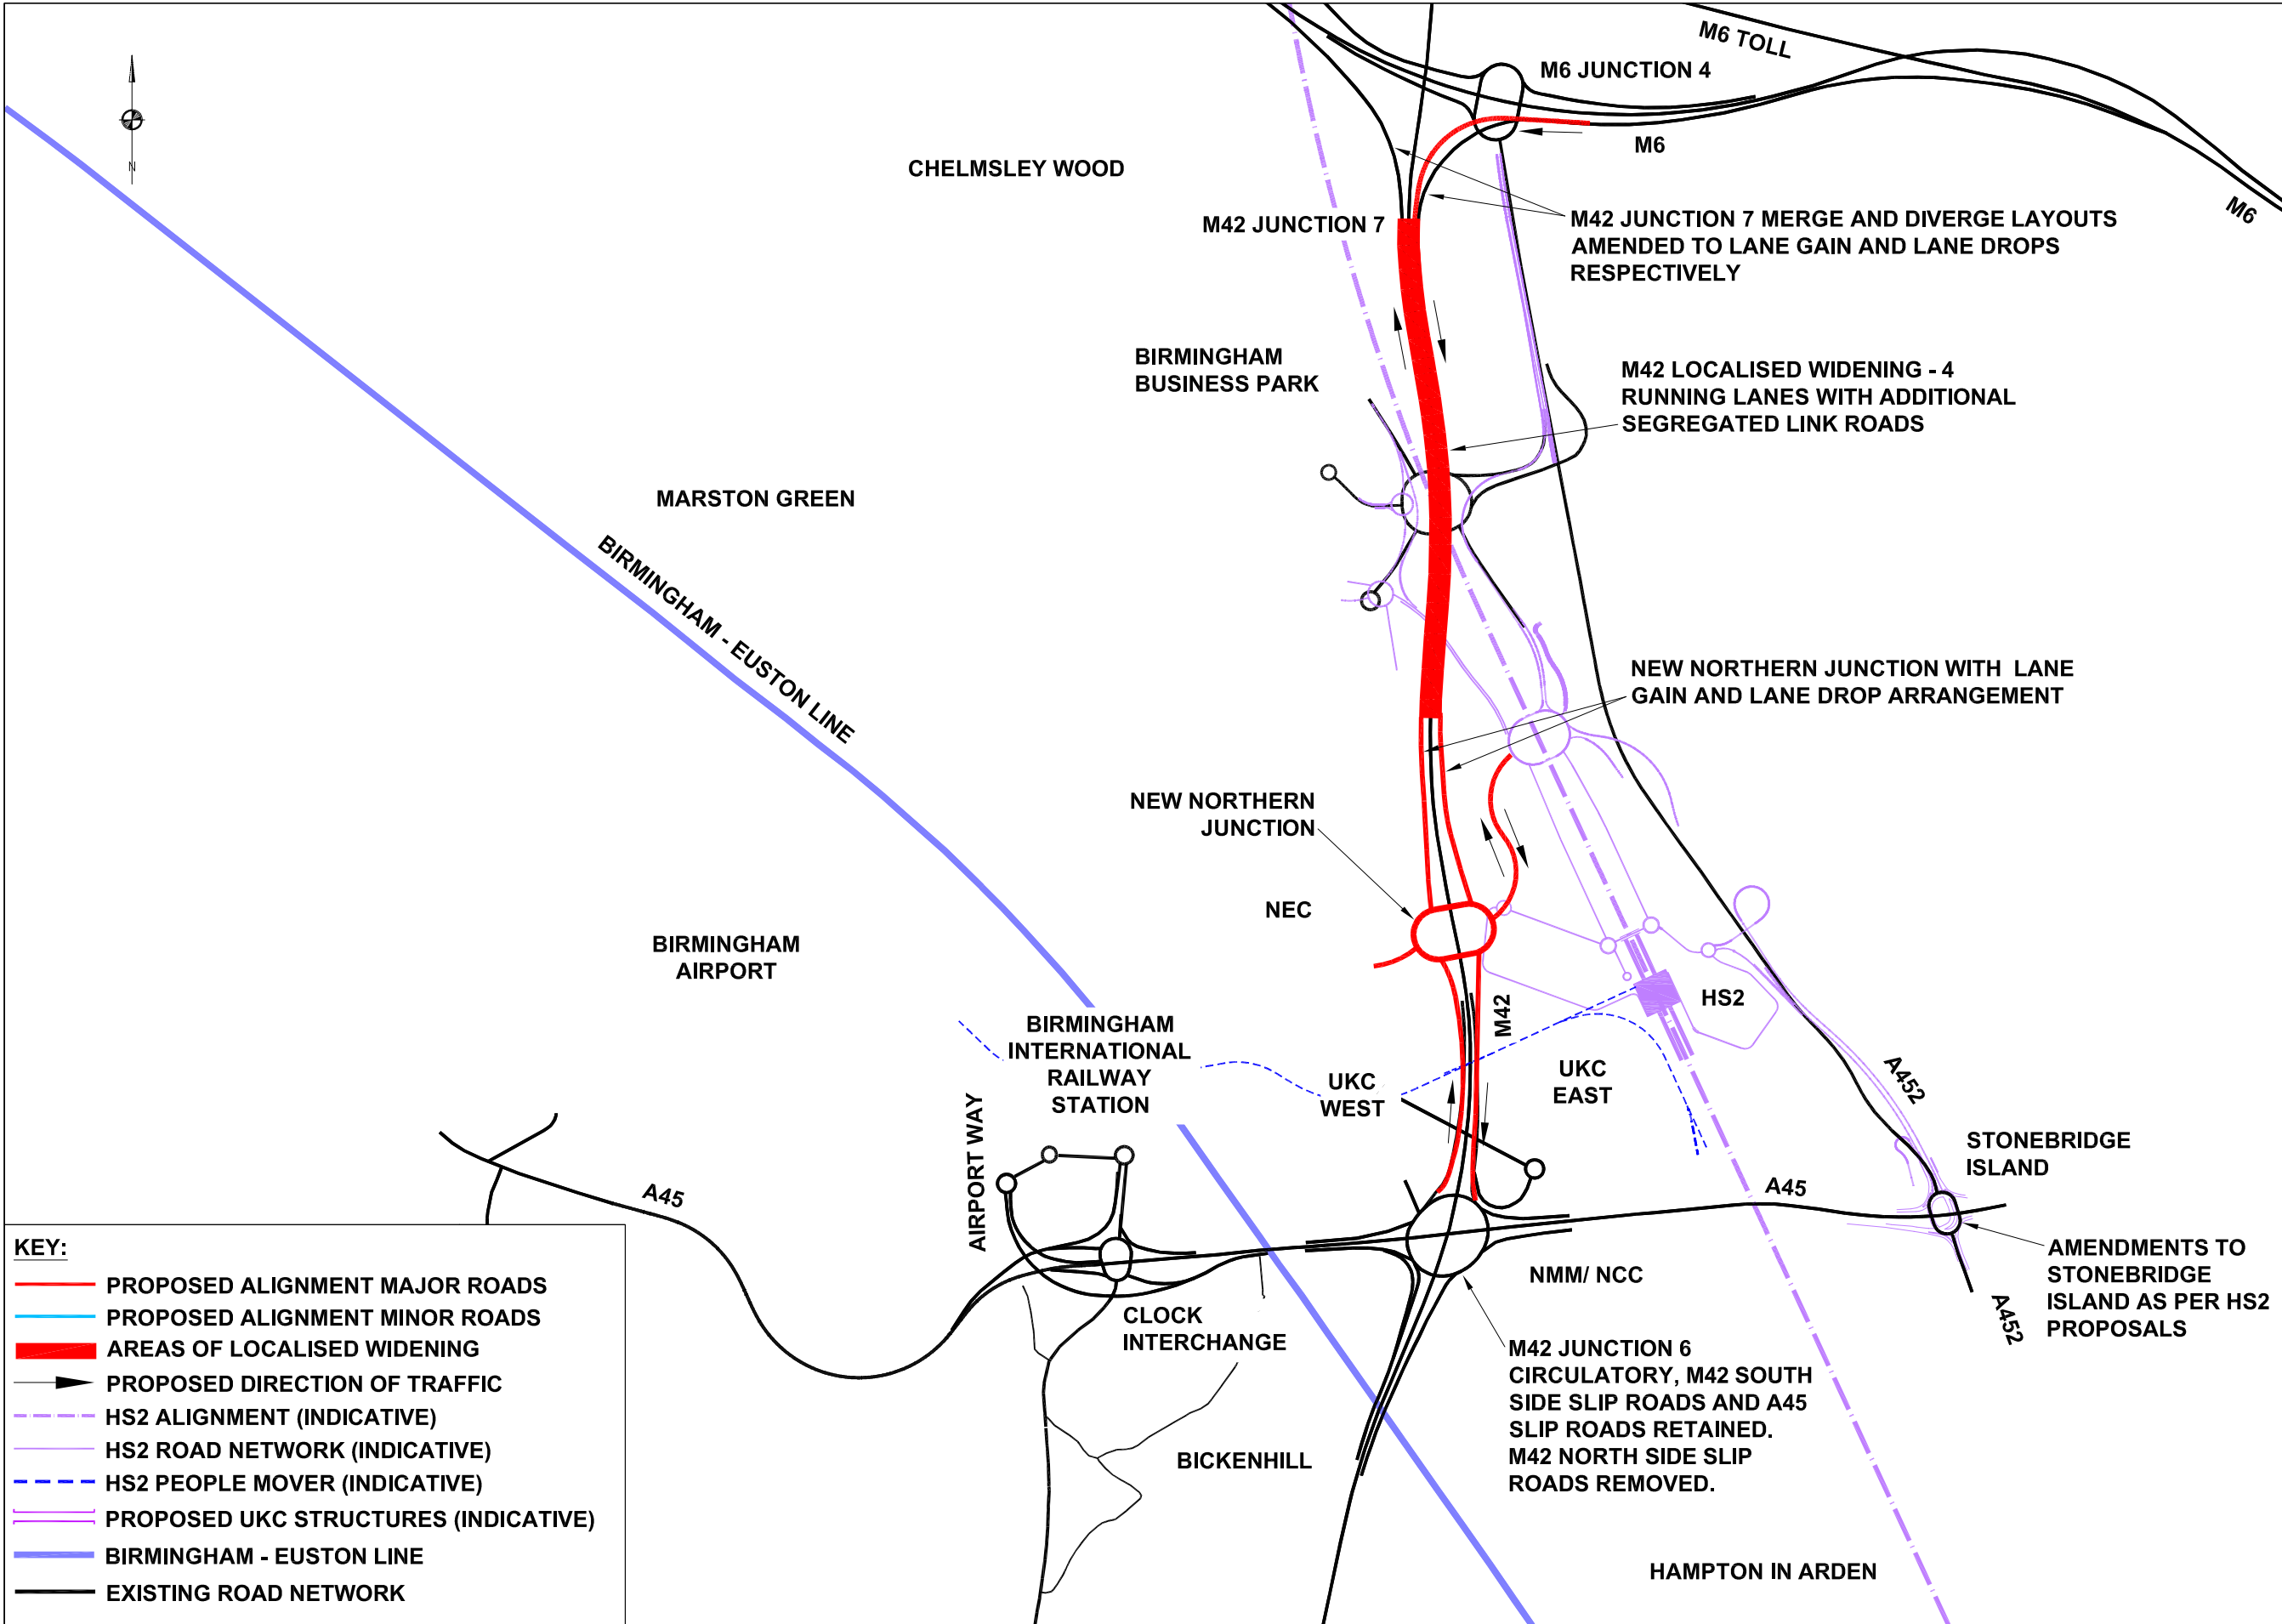 M6 TOLL
M6 JUNCTION 4
M6
M6
N
CHELMSLEY WOOD
M42 JUNCTION 7
M42 JUNCTION 7 MERGE AND DIVERGE LAYOUTS
AMENDED TO LANE GAIN AND LANE DROPS
RESPECTIVELY
BIRMINGHAM
BUSINESS PARK
M42 LOCALISED WIDENING - 4
RUNNING LANES WITH ADDITIONAL
SEGREGATED LINK ROADS
MARSTON GREEN
BIRMINGHAM - EUSTON LINE
NEW NORTHERN JUNCTION WITH LANE
GAIN AND LANE DROP ARRANGEMENT
NEW NORTHERN
JUNCTION
NEC
BIRMINGHAM
AIRPORT
HS2
M42
BIRMINGHAM
INTERNATIONAL
RAILWAY
STATION
UKC
WEST
UKC
EAST
A452
AIRPORT WAY
STONEBRIDGE
ISLAND
A45
A45
AMENDMENTS TO
STONEBRIDGE
ISLAND AS PER HS2
PROPOSALS
A452
NMM/ NCC
CLOCK
INTERCHANGE
M42 JUNCTION 6
CIRCULATORY, M42 SOUTH
SIDE SLIP ROADS AND A45
SLIP ROADS RETAINED.
M42 NORTH SIDE SLIP
ROADS REMOVED.
BICKENHILL
HAMPTON IN ARDEN
KEY:
PROPOSED ALIGNMENT MAJOR ROADS
PROPOSED ALIGNMENT MINOR ROADS
AREAS OF LOCALISED WIDENING
PROPOSED DIRECTION OF TRAFFIC
HS2 ALIGNMENT (INDICATIVE)
HS2 ROAD NETWORK (INDICATIVE)
HS2 PEOPLE MOVER (INDICATIVE)
PROPOSED UKC STRUCTURES (INDICATIVE)
BIRMINGHAM - EUSTON LINE
EXISTING ROAD NETWORK